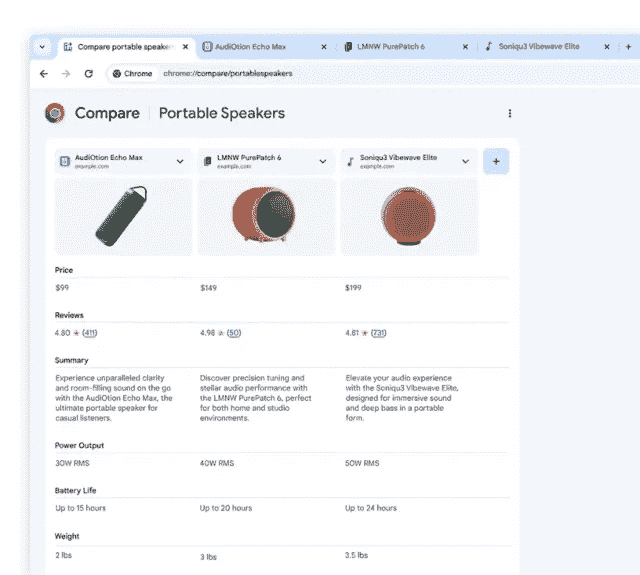 Compare portable speaker
AudiOtion Echo Max
LMNW PurePatch 6
Soniqu3 Vibewave Elite
Chrome chrome://compare/portablespeakers
Compare Portable Speakers
AudiOtion Echo Max
example.com
LMNW PurePatch 6
example.com
Soniqu3 Vibewave Elite
example.com
Price
$99 $149 $199
Reviews
4.80 ★ (411) 4.98 ★ (50) 4.81 ★ (731)
Summary
Experience unparalleled clarity
and room-filling sound on the go
with the AudiOtion Echo Max, the
ultimate portable speaker for
casual listeners.
Discover precision tuning and
stellar audio performance with
the LMNW PurePatch 6, perfect
for both home and studio
environments.
Elevate your audio experience
with the Soniqu3 Vibewave Elite,
designed for immersive sound
and deep bass in a portable
form.
Power Output
30W RMS 40W RMS 50W RMS
Battery Life
Up to 15 hours Up to 20 hours Up to 24 hours
Weight
2 lbs 3 lbs 3.5 lbs